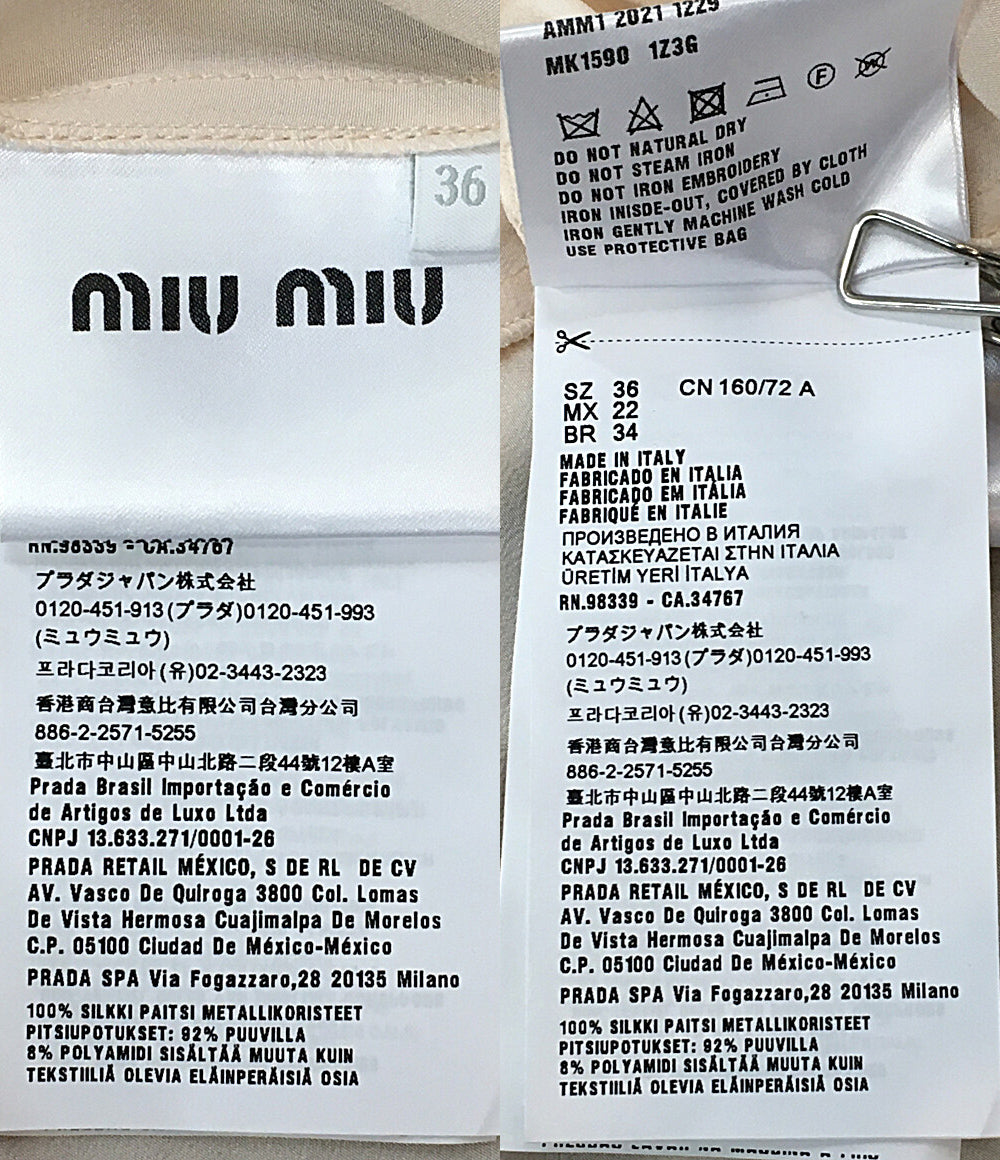 36
miu miu
RN.98339 - CA.34767
プラダジャパン株式会社
0120-451-913(プラダ)0120-451-993
(ミュウミュウ)
프라다코리아(유)02-3443-2323
香港商台灣意比有限公司台灣分公司
886-2-2571-5255
臺北市中山區中山北路二段44號12樓A室
Prada Brasil Importação e Comércio
de Artigos de Luxo Ltda
CNPJ 13.633.271/0001-26
PRADA RETAIL MÉXICO, S DE RL DE CV
AV. Vasco De Quiroga 3800 Col. Lomas
De Vista Hermosa Cuajimalpa De Morelos
C.P. 05100 Ciudad De México-México
PRADA SPA Via Fogazzaro,28 20135 Milano
100% SILKKI PAITSI METALLIKORISTEET
PITSIUPOTUKSET: 92% PUUVILLA
8% POLYAMIDI SISÄLTÄÄ MUUTA KUIN
TEKSTIILIÄ OLEVIA ELÄINPERÄISIÄ OSIA
AMM1 2021 1229
MK1590 1Z3G
F
DO NOT NATURAL DRY
DO NOT STEAM IRON
DO NOT IRON EMBROIDERY
IRON INISDE-OUT, COVERED BY CLOTH
IRON GENTLY MACHINE WASH COLD
USE PROTECTIVE BAG
SZ 36 CN 160/72 A
MX 22
BR 34
MADE IN ITALY
FABRICADO EN ITALIA
FABRICADO EM ITÁLIA
FABRIQUÉ EN ITALIE
ПРОИЗВЕДЕНО В ИТАЛИЯ
ΚΑΤΑΣΚΕΥΑΖΕΤΑΙ ΣΤΗΝ ΙΤΑΛΙΑ
ÜRETİM YERİ İTALYA
RN.98339 - CA.34767
プラダジャパン株式会社
0120-451-913(プラダ)0120-451-993
(ミュウミュウ)
프라다코리아(유)02-3443-2323
香港商台灣意比有限公司台灣分公司
886-2-2571-5255
臺北市中山區中山北路二段44號12樓A室
Prada Brasil Importação e Comércio
de Artigos de Luxo Ltda
CNPJ 13.633.271/0001-26
PRADA RETAIL MÉXICO, S DE RL DE CV
AV. Vasco De Quiroga 3800 Col. Lomas
De Vista Hermosa Cuajimalpa De Morelos
C.P. 05100 Ciudad De México-México
PRADA SPA Via Fogazzaro,28 20135 Milano
100% SILKKI PAITSI METALLIKORISTEET
PITSIUPOTUKSET: 92% PUUVILLA
8% POLYAMIDI SISÄLTÄÄ MUUTA KUIN
TEKSTIILIÄ OLEVIA ELÄINPERÄISIÄ OSIA